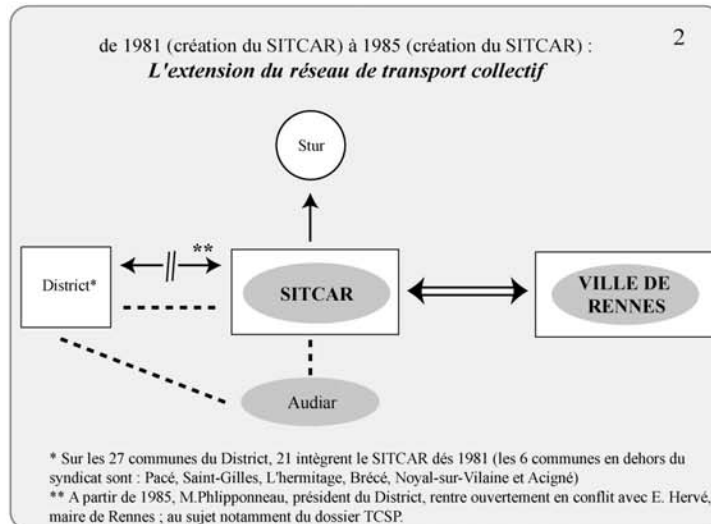 de 1981 (création du SITCAR) à 1985 (création du SITCAR) :
2
L'extension du réseau de transport collectif
Stur
**
District*
SITCAR
VILLE DE
RENNES
Audiar
* Sur les 27 communes du District, 21 intègrent le SITCAR dés 1981 (les 6 communes en dehors du
syndicat sont : Pacé, Saint-Gilles, L'hermitage, Brécé, Noyal-sur-Vilaine et Acigné)
** A partir de 1985, M.Phlipponneau, président du District, rentre ouvertement en conflit avec E. Hervé,
maire de Rennes ; au sujet notamment du dossier TCSP.